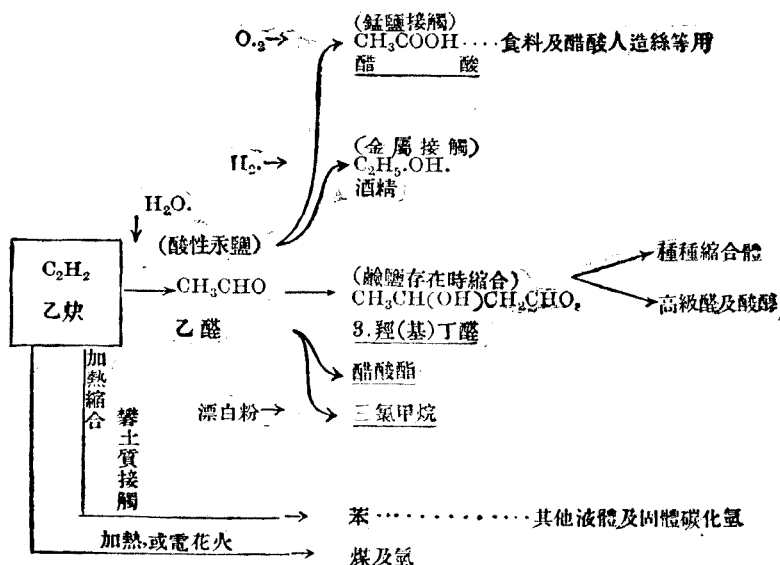 (錳鹽接觸)
O.₂→ CH₃COOH‥‥食料及醋酸人造絲等用
醋 酸
(金屬接觸)
H₂.→ C₂H₅.OH.
酒精
H₂O.
(酸性汞鹽)
C₂H₂
乙炔
CH₃CHO
乙醛
(鹹鹽存在時縮合)
CH₃CH(OH)CH₂CHO,
3.羥(基)丁醛
種種縮合體
高級醛及酸醇
醋酸酯
漂白粉→ 三氯甲烷
加熱縮合
礬土質接觸
苯‥‥‥‥‥‥其他液體及固體碳化氫
加熱,或電花火
煤及氫